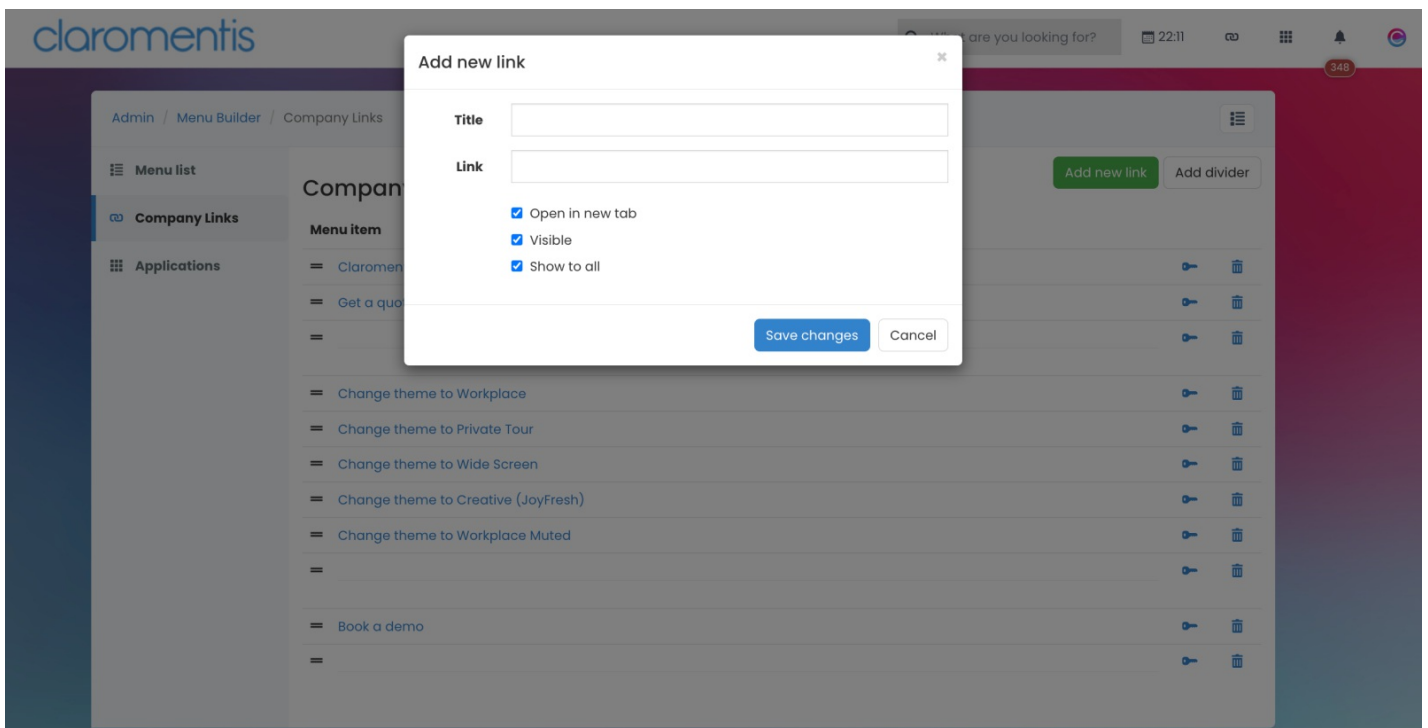 claromentis
are you looking for?
22:11
348
Add new link
×
Title
Link
Open in new tab
Visible
Show to all
Save changes
Cancel
Admin / Menu Builder / Company Links
Menu list
Company Links
Applications
Compan
Add new link
Add divider
Menu item
Claromen
Get a quo
Change theme to Workplace
Change theme to Private Tour
Change theme to Wide Screen
Change theme to Creative (JoyFresh)
Change theme to Workplace Muted
Book a demo